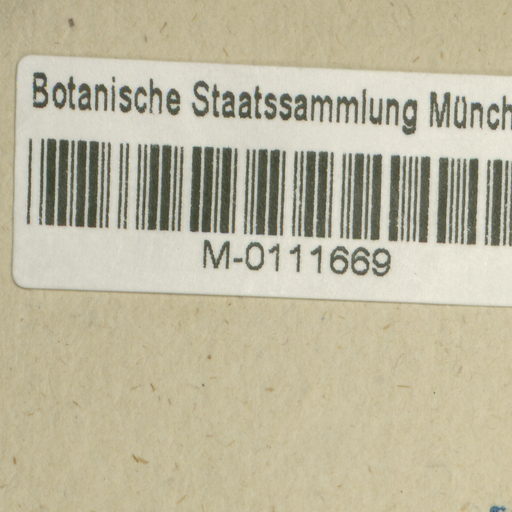 Botanische Staatssammlung Münch
M-0111669